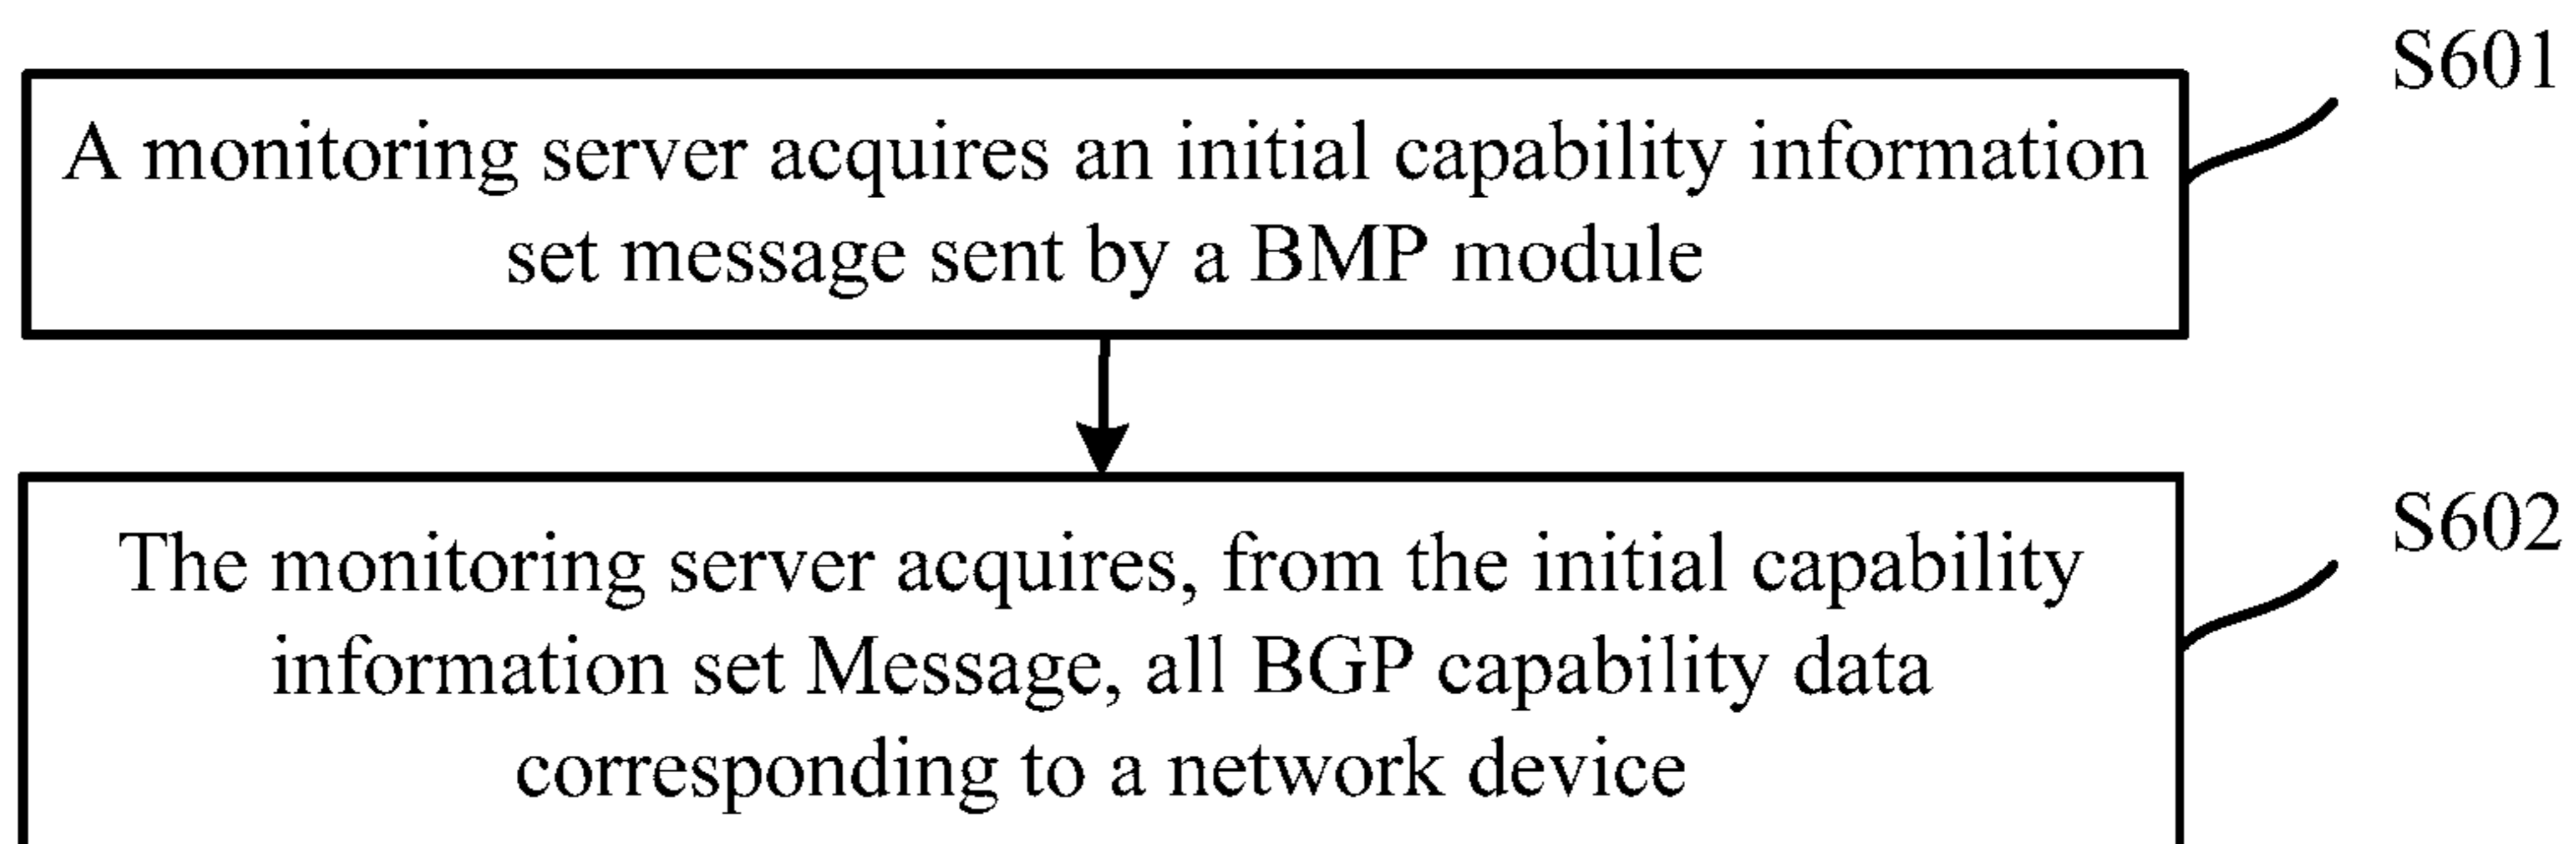 S601
A monitoring server acquires an initial capability information
set message sent by a BMP module
S602
The monitoring server acquires, from the initial capability
information set Message, all BGP capability data
corresponding to a network device